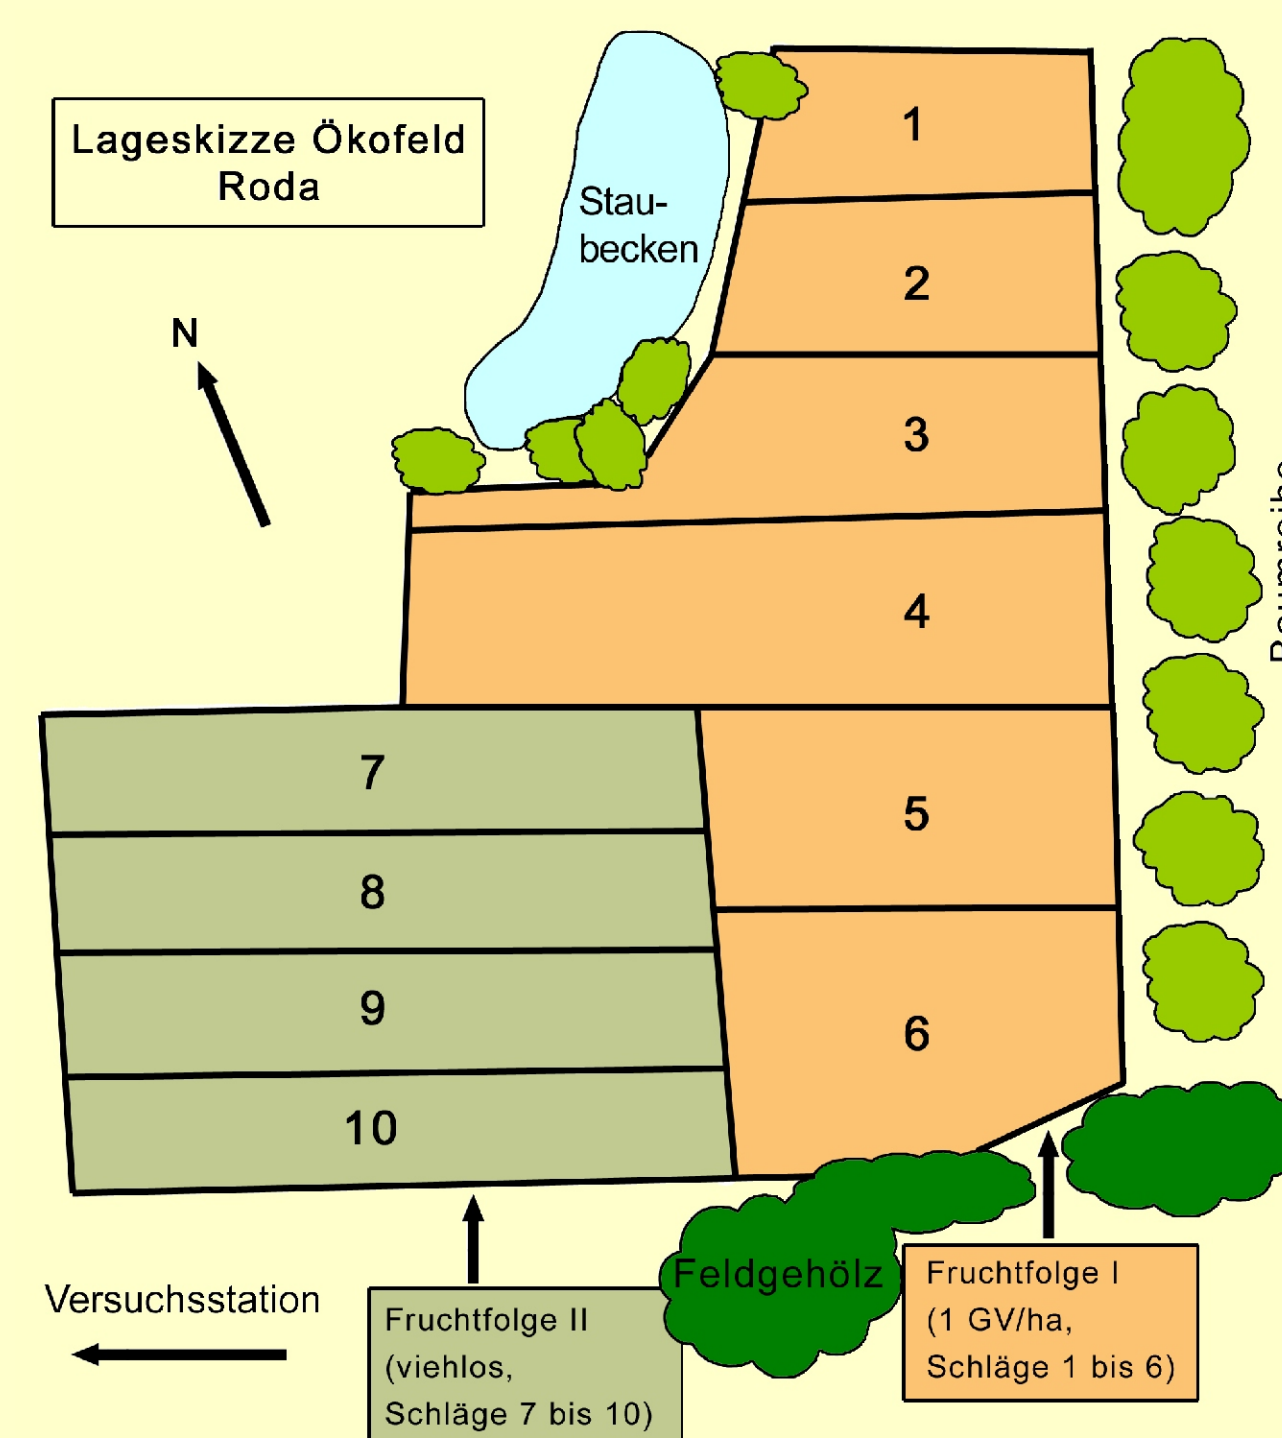 Lageskizze Ökofeld
Roda
Stau-
becken
N
1
2
3
4
5
6
7
8
9
10
Feldgehölz
Versuchsstation
Fruchtfolge II
(viehlos,
Schläge 7 bis 10)
Fruchtfolge I
(1 GV/ha,
Schläge 1 bis 6)